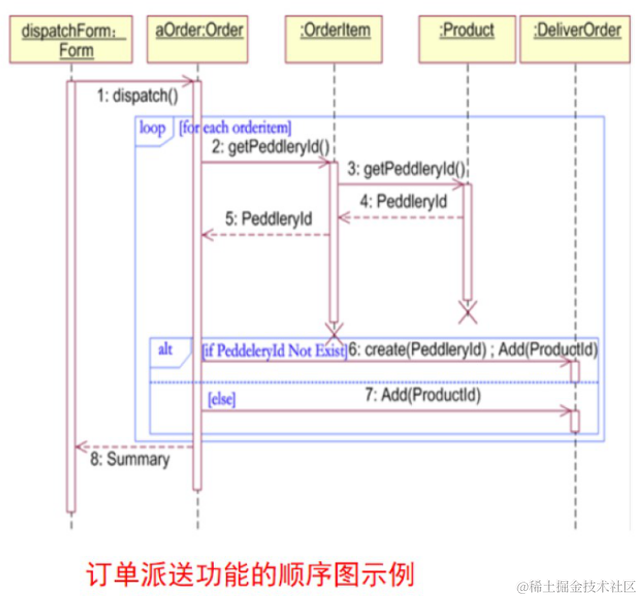 dispatchForm：
Form
aOrder:Order
:OrderItem
:Product
:DeliverOrder
1: dispatch()
loop
[for each orderitem]
2: getPeddleryId()
3: getPeddleryId()
4: PeddleryId
5: PeddleryId
alt
[if PeddeleryId Not Exist]
6: create(PeddleryId) ; Add(ProductId)
[else]
7: Add(ProductId)
8: Summary
订单派送功能的顺序图示例
@稀土掘金技术社区